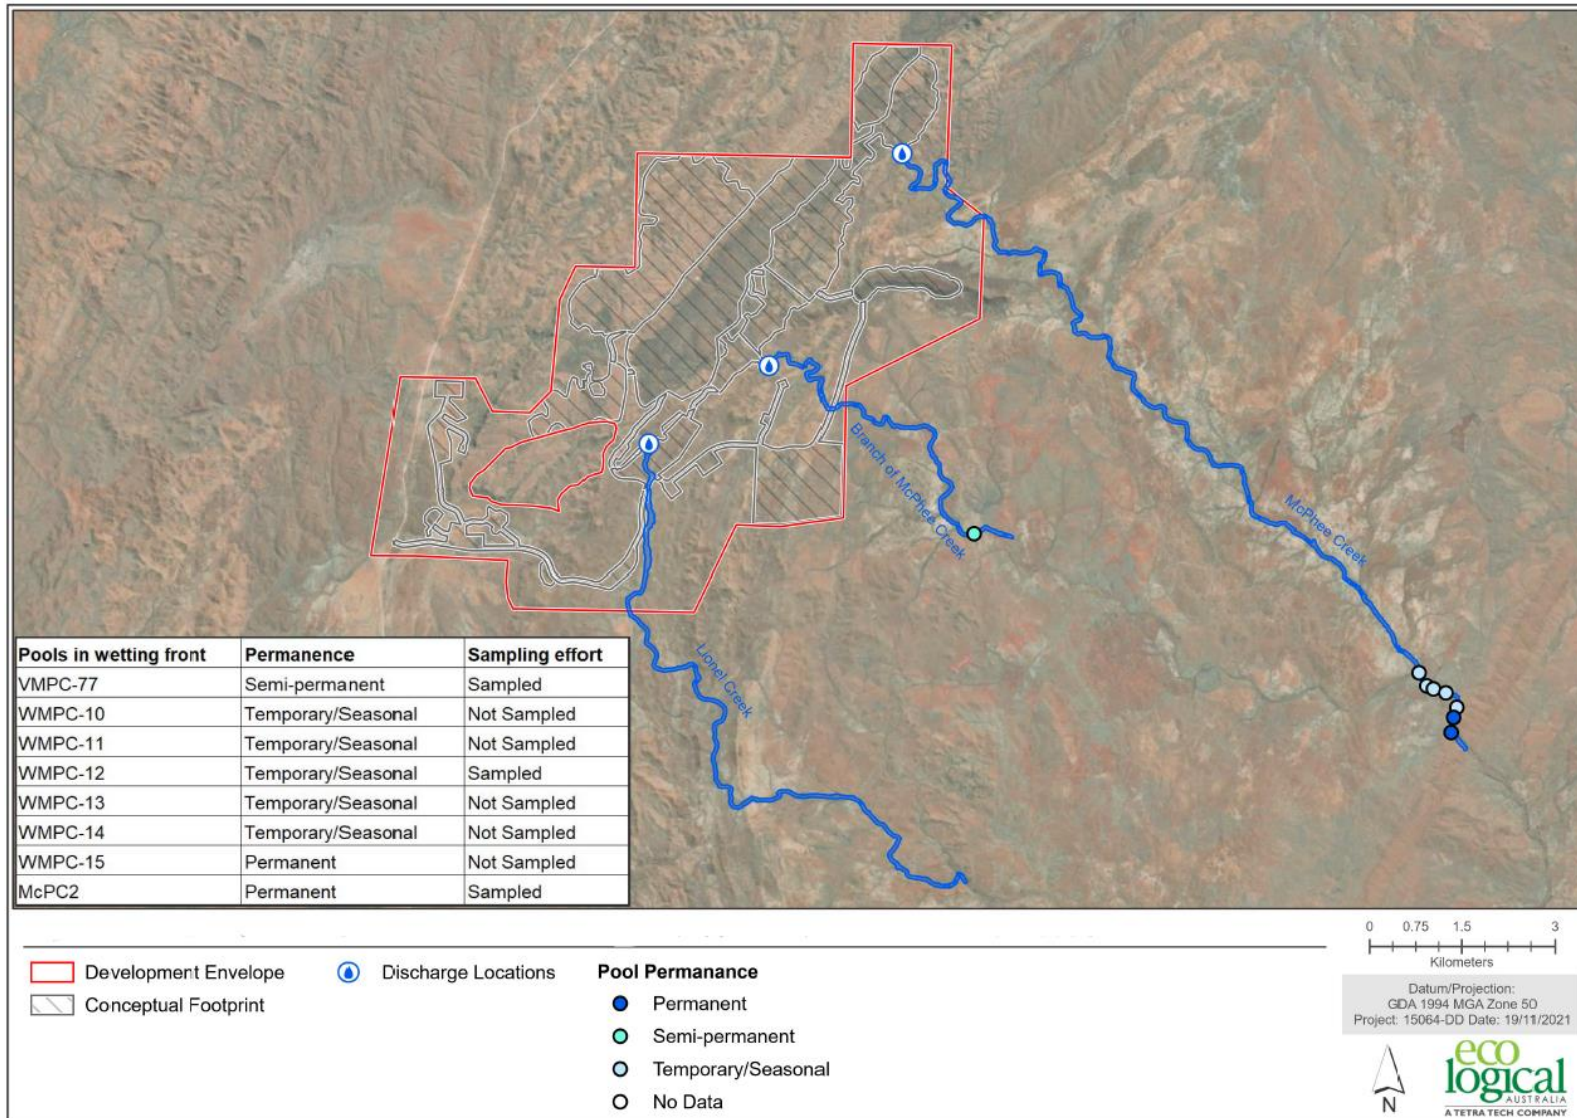 Branch of McPhee Creek
McPhee Creek
Lionel Creek
Pools in wetting front Permanence Sampling effort
VMPC-77 Semi-permanent Sampled
WMPC-10 Temporary/Seasonal Not Sampled
WMPC-11 Temporary/Seasonal Not Sampled
WMPC-12 Temporary/Seasonal Sampled
WMPC-13 Temporary/Seasonal Not Sampled
WMPC-14 Temporary/Seasonal Not Sampled
WMPC-15 Permanent Not Sampled
McPC2 Permanent Sampled
Development Envelope
Conceptual Footprint
Discharge Locations
Pool Permanance
Permanent
Semi-permanent
Temporary/Seasonal
No Data
0 0.75 1.5 3
Kilometers
Datum/Projection:
GDA 1994 MGA Zone 50
Project: 15064-DD Date: 19/11/2021
N
eco
logical
AUSTRALIA
A TETRA TECH COMPANY